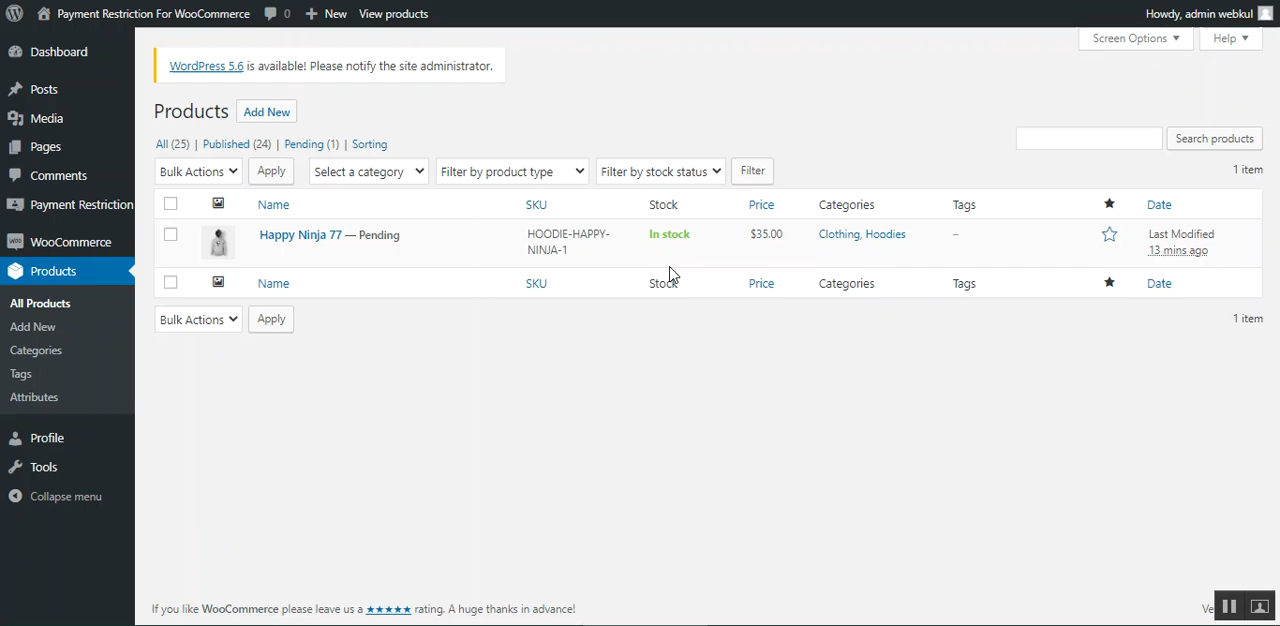 Payment Restriction For WooCommerce 0 New View products Howdy, admin webkul
Screen Options ▼ Help ▼
Dashboard
Posts
Media
Pages
Comments
Payment Restriction
WooCommerce
Products
All Products
Add New
Categories
Tags
Attributes
Profile
Tools
Collapse menu
WordPress 5.6 is available! Please notify the site administrator.
Products Add New
All (25) | Published (24) | Pending (1) | Sorting
Search products
Bulk Actions Apply Select a category Filter by product type Filter by stock status Filter 1 item
Name SKU Stock Price Categories Tags ★ Date
Happy Ninja 77 — Pending HOODIE-HAPPY- In stock $35.00 Clothing, Hoodies – Last Modified
NINJA-1 13 mins ago
Name SKU Stock Price Categories Tags ★ Date
Bulk Actions Apply 1 item
If you like WooCommerce please leave us a ★★★★★ rating. A huge thanks in advance!